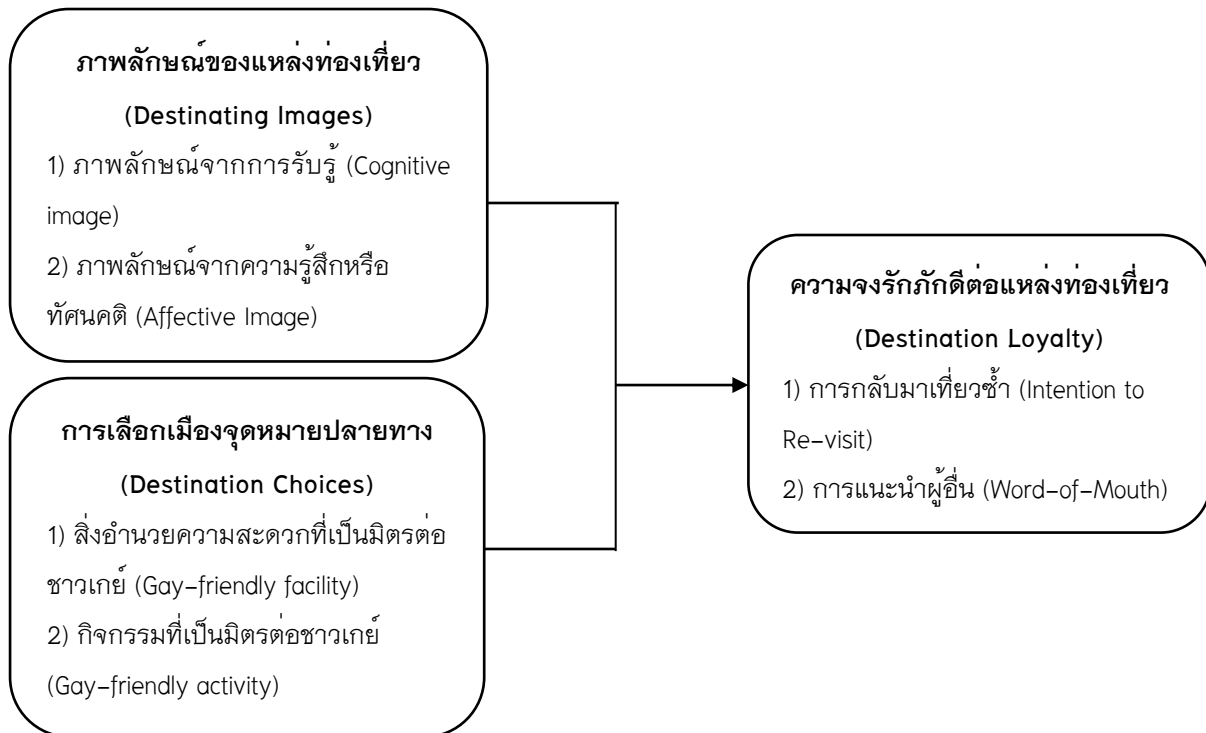 ภาพลักษณ์ของแหล่งท่องเที่ยว
(Destinating Images)
1) ภาพลักษณ์จากการรับรู้ (Cognitive
image)
2) ภาพลักษณ์จากความรู้สึกหรือ
ทัศนคติ (Affective Image)
การเลือกเมืองจุดหมายปลายทาง
(Destination Choices)
1) สิ่งอำนวยความสะดวกที่เป็นมิตรต่อ
ชาวเกย์ (Gay–friendly facility)
2) กิจกรรมที่เป็นมิตรต่อชาวเกย์
(Gay–friendly activity)
ความจงรักภักดีต่อแหล่งท่องเที่ยว
(Destination Loyalty)
1) การกลับมาเที่ยวซ้ำ (Intention to
Re–visit)
2) การแนะนำผู้อื่น (Word–of–Mouth)